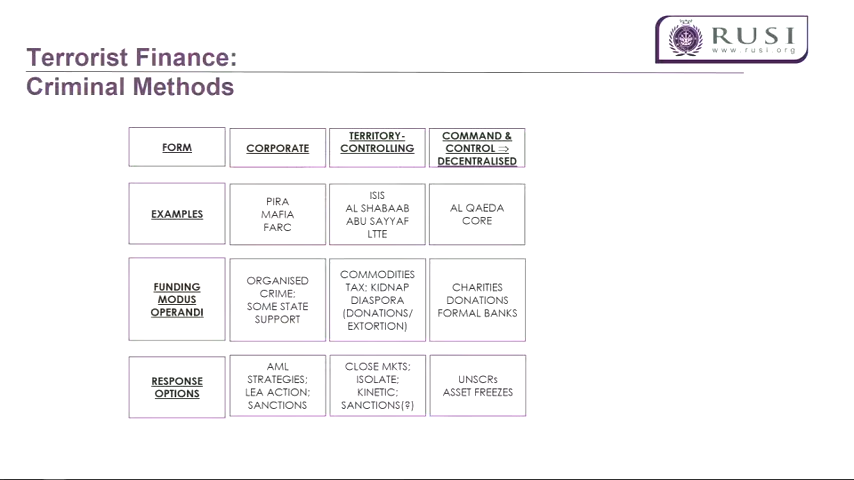 RUSI
www.rusi.org
Terrorist Finance:
Criminal Methods
FORM
CORPORATE
TERRITORY-
CONTROLLING
COMMAND &
CONTROL ⇒
DECENTRALISED
EXAMPLES
PIRA
MAFIA
FARC
ISIS
AL SHABAAB
ABU SAYYAF
LTTE
AL QAEDA
CORE
FUNDING
MODUS
OPERANDI
ORGANISED
CRIME;
SOME STATE
SUPPORT
COMMODITIES
TAX; KIDNAP
DIASPORA
(DONATIONS/
EXTORTION)
CHARITIES
DONATIONS
FORMAL BANKS
RESPONSE
OPTIONS
AML
STRATEGIES;
LEA ACTION;
SANCTIONS
CLOSE MKTS;
ISOLATE;
KINETIC;
SANCTIONS(?)
UNSCRs
ASSET FREEZES